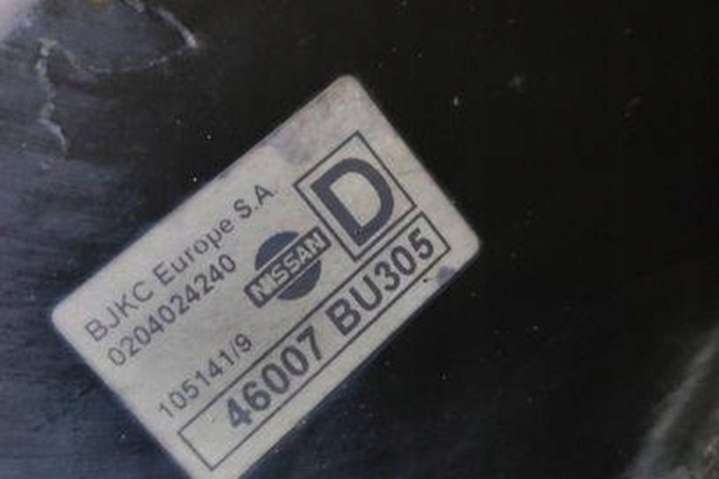 BJKC Europe S.A.
0204024240
D
NISSAN
105141/9
46007 BU305